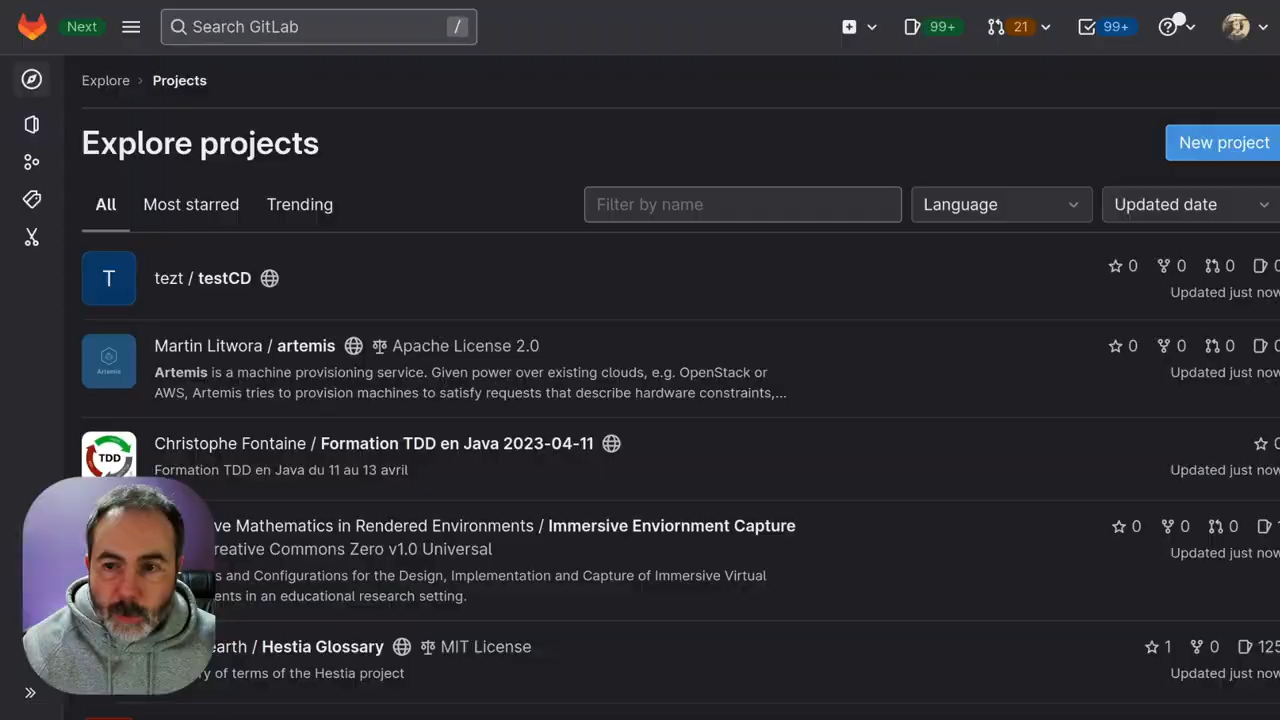 Next
Search GitLab
/
99+
21
99+
Explore
Projects
Explore projects
New project
All
Most starred
Trending
Filter by name
Language
Updated date
T
tezt / testCD
0 0 0 0
Updated just now
Artemis
Martin Litwora / artemis
Apache License 2.0
0 0 0 0
Artemis is a machine provisioning service. Given power over existing clouds, e.g. OpenStack or
Updated just now
AWS, Artemis tries to provision machines to satisfy requests that describe hardware constraints,...
TDD
Christophe Fontaine / Formation TDD en Java 2023-04-11
0
Formation TDD en Java du 11 au 13 avril
Updated just now
ve Mathematics in Rendered Environments / Immersive Enviornment Capture
0 0 0 1
reative Commons Zero v1.0 Universal
Updated just now
s and Configurations for the Design, Implementation and Capture of Immersive Virtual
ents in an educational research setting.
earth / Hestia Glossary
MIT License
1 0 125
y of terms of the Hestia project
Updated just now